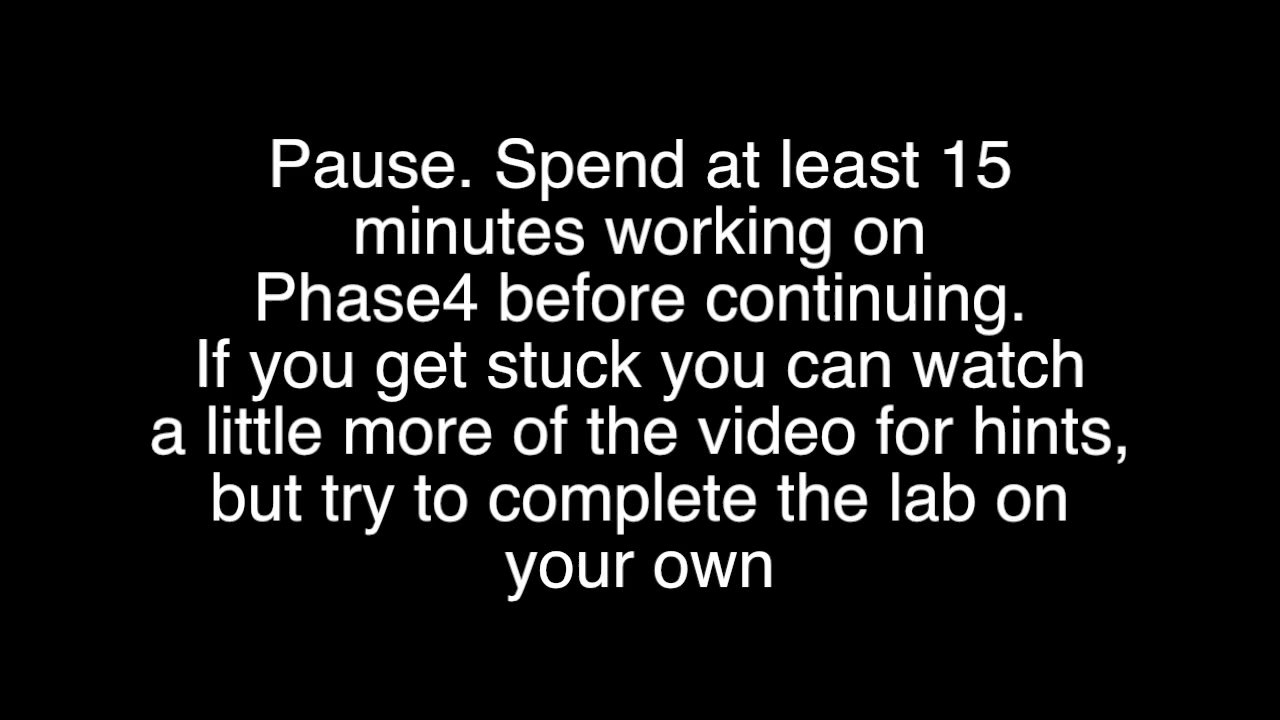 Pause. Spend at least 15
minutes working on
Phase4 before continuing.
If you get stuck you can watch
a little more of the video for hints,
but try to complete the lab on
your own